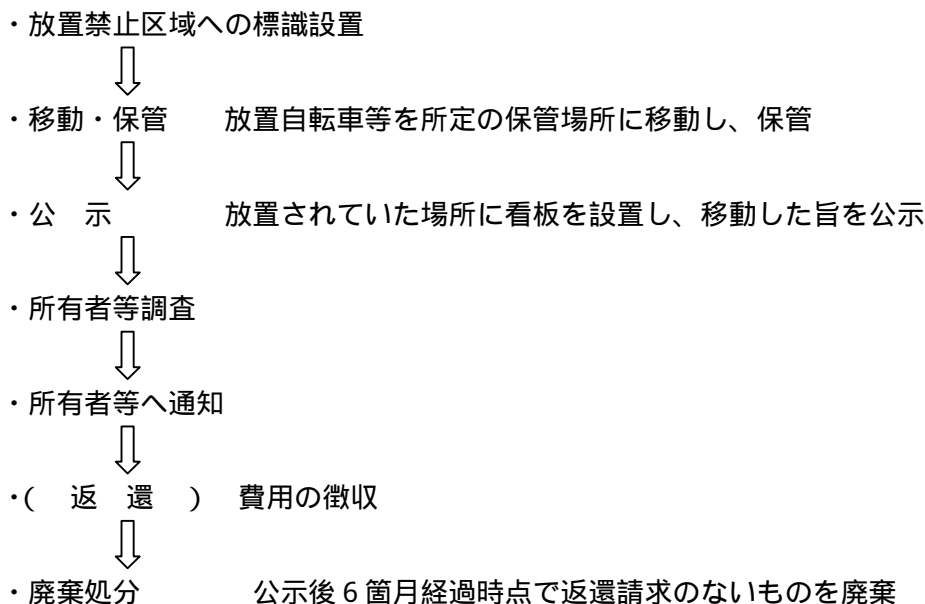 ・放置禁止区域への標識設置
・移動・保管　　放置自転車等を所定の保管場所に移動し、保管
・公　示　　　　放置されていた場所に看板を設置し、移動した旨を公示
・所有者等調査
・所有者等へ通知
・(　返　還　)　費用の徴収
・廃棄処分　　　　公示後６箇月経過時点で返還請求のないものを廃棄